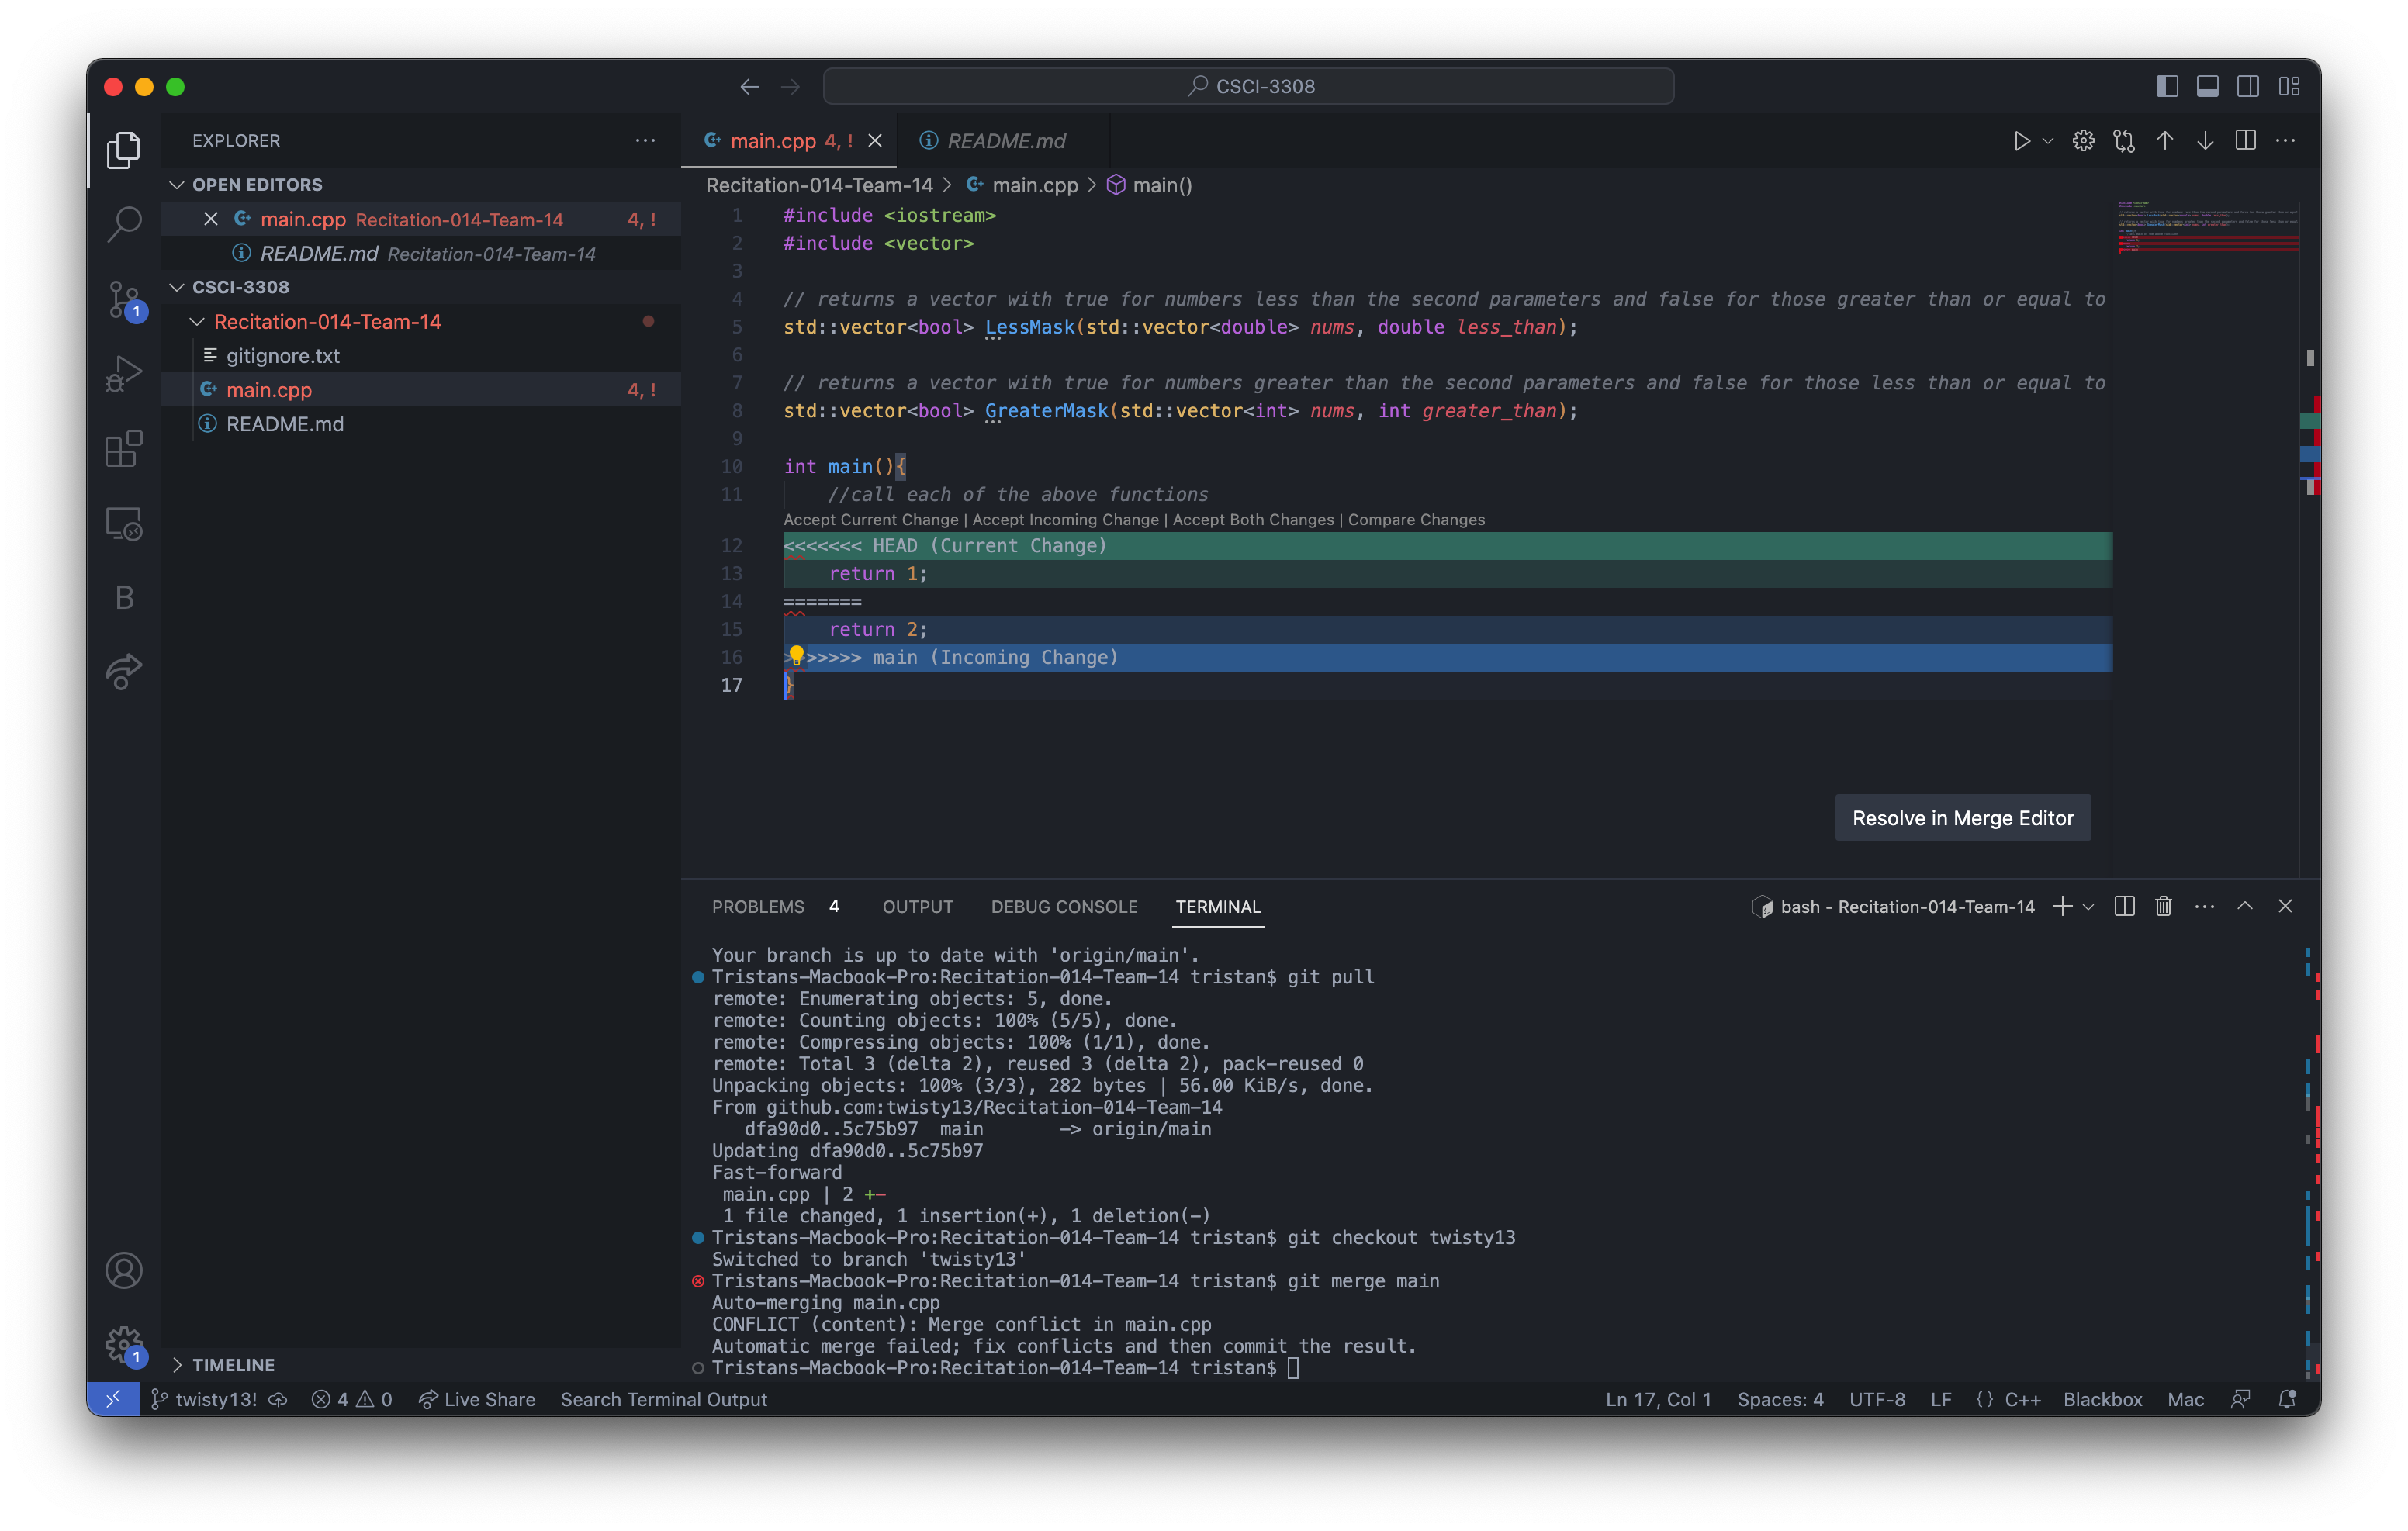 CSCI-3308
EXPLORER
OPEN EDITORS
main.cpp Recitation-014-Team-14 4, !
README.md Recitation-014-Team-14
CSCI-3308
Recitation-014-Team-14
gitignore.txt
main.cpp 4, !
README.md
TIMELINE
B
1
1
main.cpp 4, !
README.md
Recitation-014-Team-14 > main.cpp > main()
1 #include <iostream>
2 #include <vector>
3
4 // returns a vector with true for numbers less than the second parameters and false for those greater than or equal to
5 std::vector<bool> LessMask(std::vector<double> nums, double less_than);
6
7 // returns a vector with true for numbers greater than the second parameters and false for those less than or equal to
8 std::vector<bool> GreaterMask(std::vector<int> nums, int greater_than);
9
10 int main(){
11 //call each of the above functions
Accept Current Change | Accept Incoming Change | Accept Both Changes | Compare Changes
12 <<<<<<< HEAD (Current Change)
13 return 1;
14 =======
15 return 2;
16 >>>>>>> main (Incoming Change)
17 }
Resolve in Merge Editor
PROBLEMS 4 OUTPUT DEBUG CONSOLE TERMINAL bash - Recitation-014-Team-14
Your branch is up to date with 'origin/main'.
Tristans-Macbook-Pro:Recitation-014-Team-14 tristan$ git pull
remote: Enumerating objects: 5, done.
remote: Counting objects: 100% (5/5), done.
remote: Compressing objects: 100% (1/1), done.
remote: Total 3 (delta 2), reused 3 (delta 2), pack-reused 0
Unpacking objects: 100% (3/3), 282 bytes | 56.00 KiB/s, done.
From github.com:twisty13/Recitation-014-Team-14
dfa90d0..5c75b97 main -> origin/main
Updating dfa90d0..5c75b97
Fast-forward
main.cpp | 2 +-
1 file changed, 1 insertion(+), 1 deletion(-)
Tristans-Macbook-Pro:Recitation-014-Team-14 tristan$ git checkout twisty13
Switched to branch 'twisty13'
Tristans-Macbook-Pro:Recitation-014-Team-14 tristan$ git merge main
Auto-merging main.cpp
CONFLICT (content): Merge conflict in main.cpp
Automatic merge failed; fix conflicts and then commit the result.
Tristans-Macbook-Pro:Recitation-014-Team-14 tristan$
twisty13! 4 0 Live Share Search Terminal Output Ln 17, Col 1 Spaces: 4 UTF-8 LF {} C++ Blackbox Mac